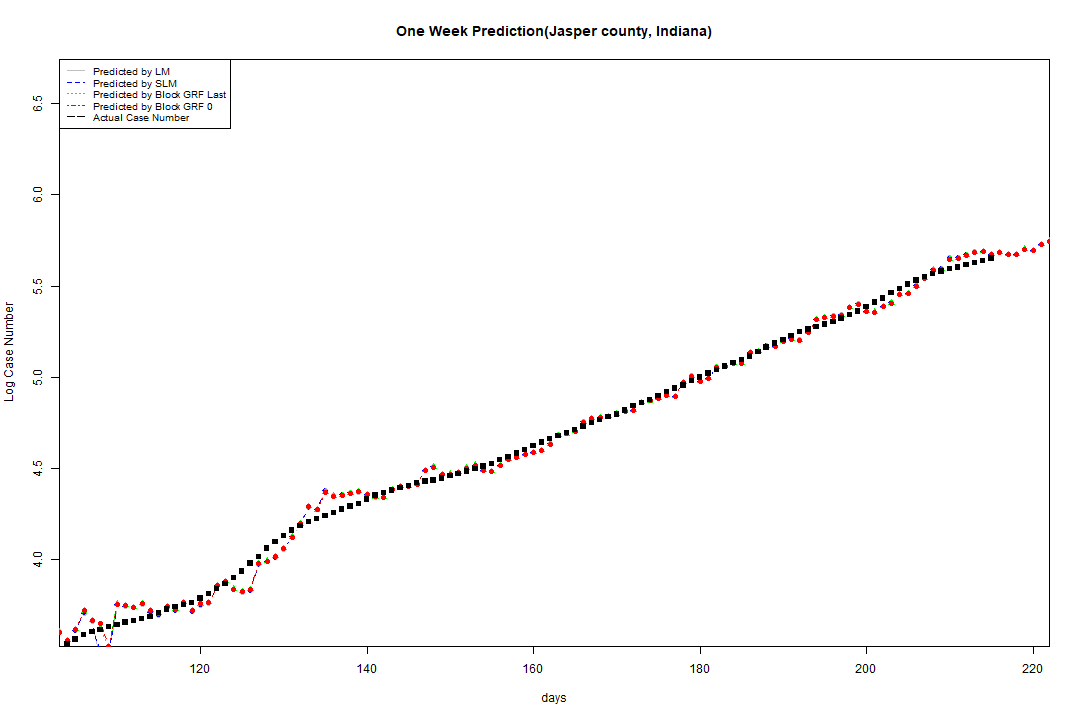 One Week Prediction(Jasper county, Indiana)
Predicted by LM
Predicted by SLM
Predicted by Block GRF Last
Predicted by Block GRF 0
Actual Case Number
6.5
6.0
5.5
5.0
4.5
4.0
Log Case Number
120 140 160 180 200 220
days